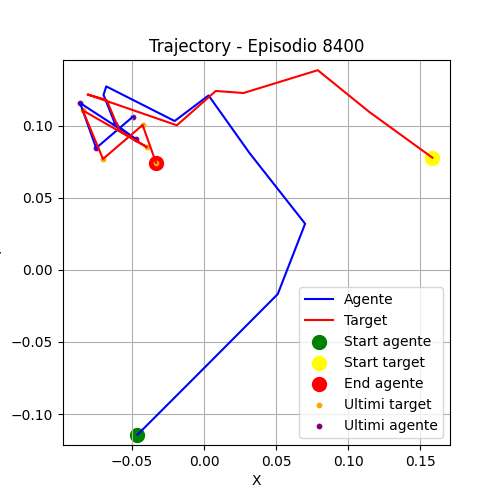 Trajectory - Episodio 8400
0.10
0.05
0.00
−0.05
−0.10
Agente
Target
Start agente
Start target
End agente
Ultimi target
Ultimi agente
−0.05
0.00
0.05
0.10
0.15
X